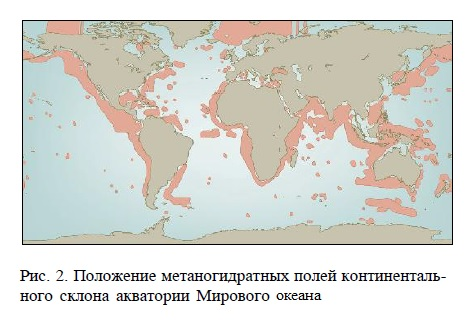 Рис. 2. Положение метаногидратных полей континенталь-
ного склона акватории Мирового океана